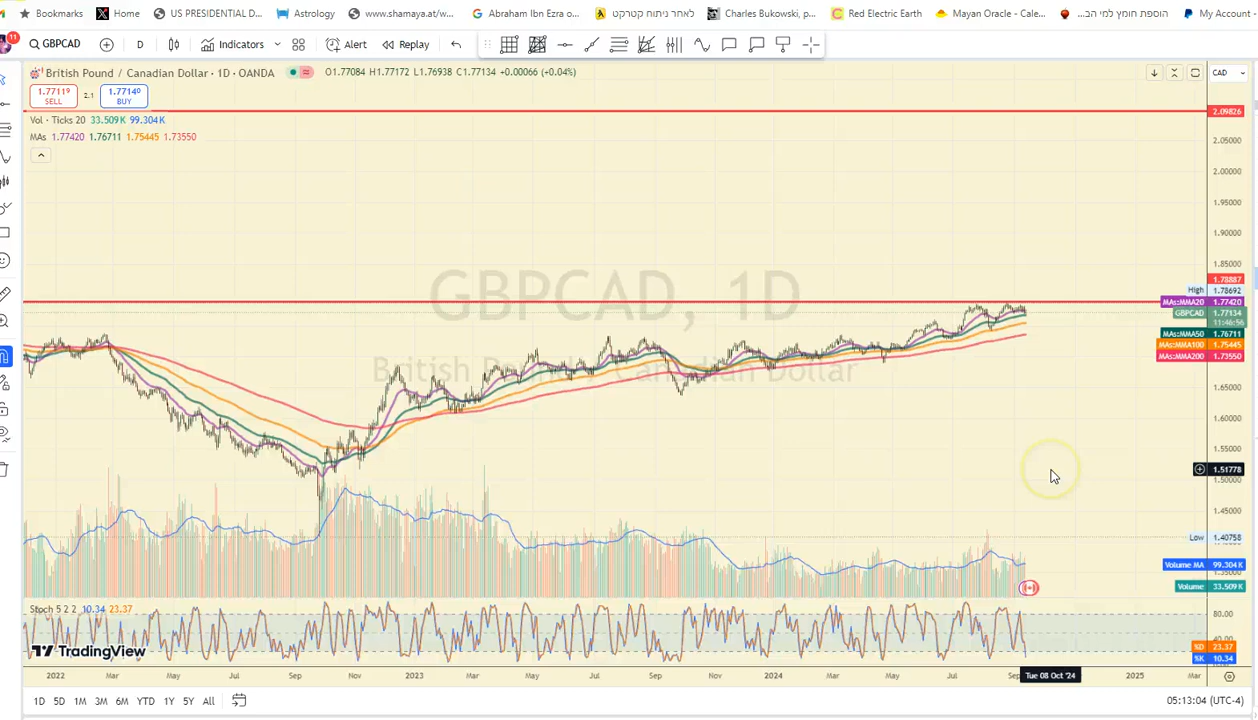 Bookmarks Home US PRESIDENTIAL D... Astrology www.shamaya.at/w... Abraham Ibn Ezra o... לאחר ניתוח קטרקט Charles Bukowski, p... Red Electric Earth Mayan Oracle - Cale... הוספת חומץ למי הב... My Account -
11
GBPCAD D Indicators Alert Replay
British Pound / Canadian Dollar · 1D · OANDA O1.77084 H1.77172 L1.76938 C1.77134 +0.00066 (+0.04%) CAD
1.77119 2.1 1.77140
SELL BUY
2.09826
Vol · Ticks 20 33.509K 99.304K
MAs 1.77420 1.76711 1.75445 1.73550
2.05000
2.00000
1.95000
1.90000
1.85000
GBPCAD, 1D
British Pound / Canadian Dollar
1.78887
High 1.78692
MAs:MMA20 1.77420
GBPCAD 1.77134
11:46:56
MAs:MMA50 1.76711
MAs:MMA100 1.75445
MAs:MMA200 1.73550
1.65000
1.60000
1.55000
1.51778
1.50000
1.45000
Low 1.40758
Volume MA 99.304K
Volume 33.509K
Stoch 5 2 2 10.34 23.37
80.00
40.00
%D 23.37
%K 10.34
TradingView
2022 Mar May Jul Sep Nov 2023 Mar May Jul Sep Nov 2024 Mar May Jul Sep Tue 08 Oct '24 2025 Mar
1D 5D 1M 3M 6M YTD 1Y 5Y All 05:13:04 (UTC-4)